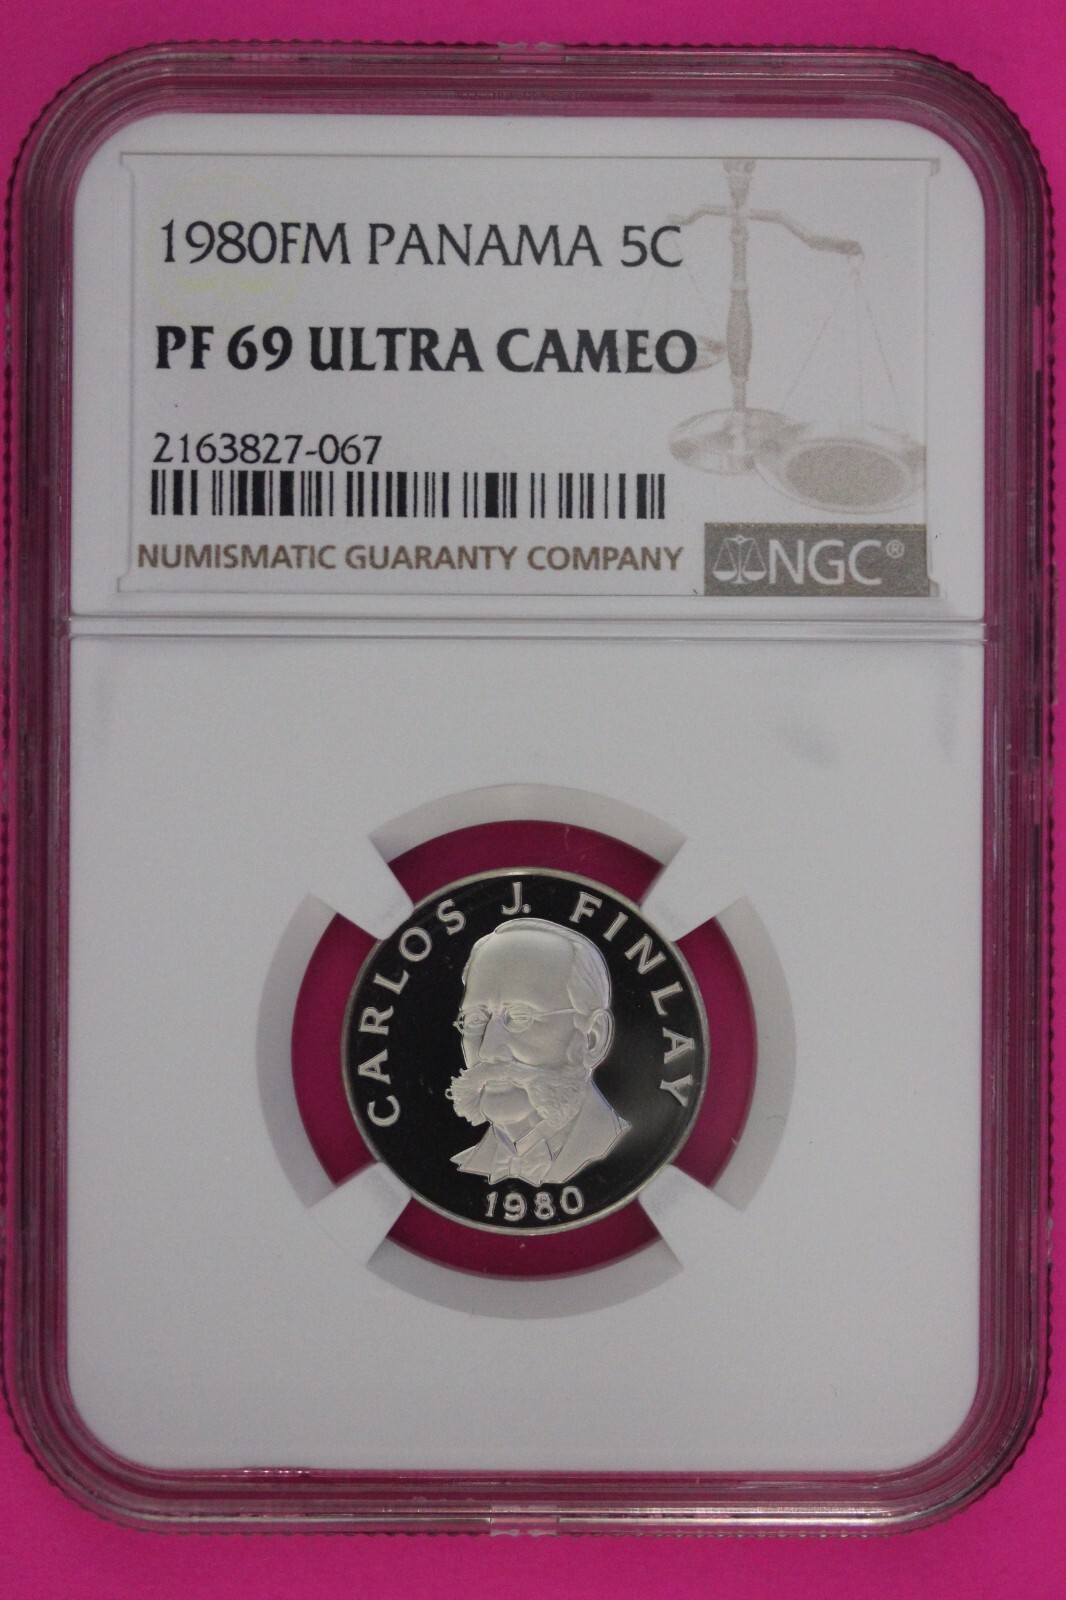 1980FM PANAMA 5C
PF 69 ULTRA CAMEO
2163827-067
NUMISMATIC GUARANTY COMPANY
NGC®
CARLOS J. FINLAY
1980